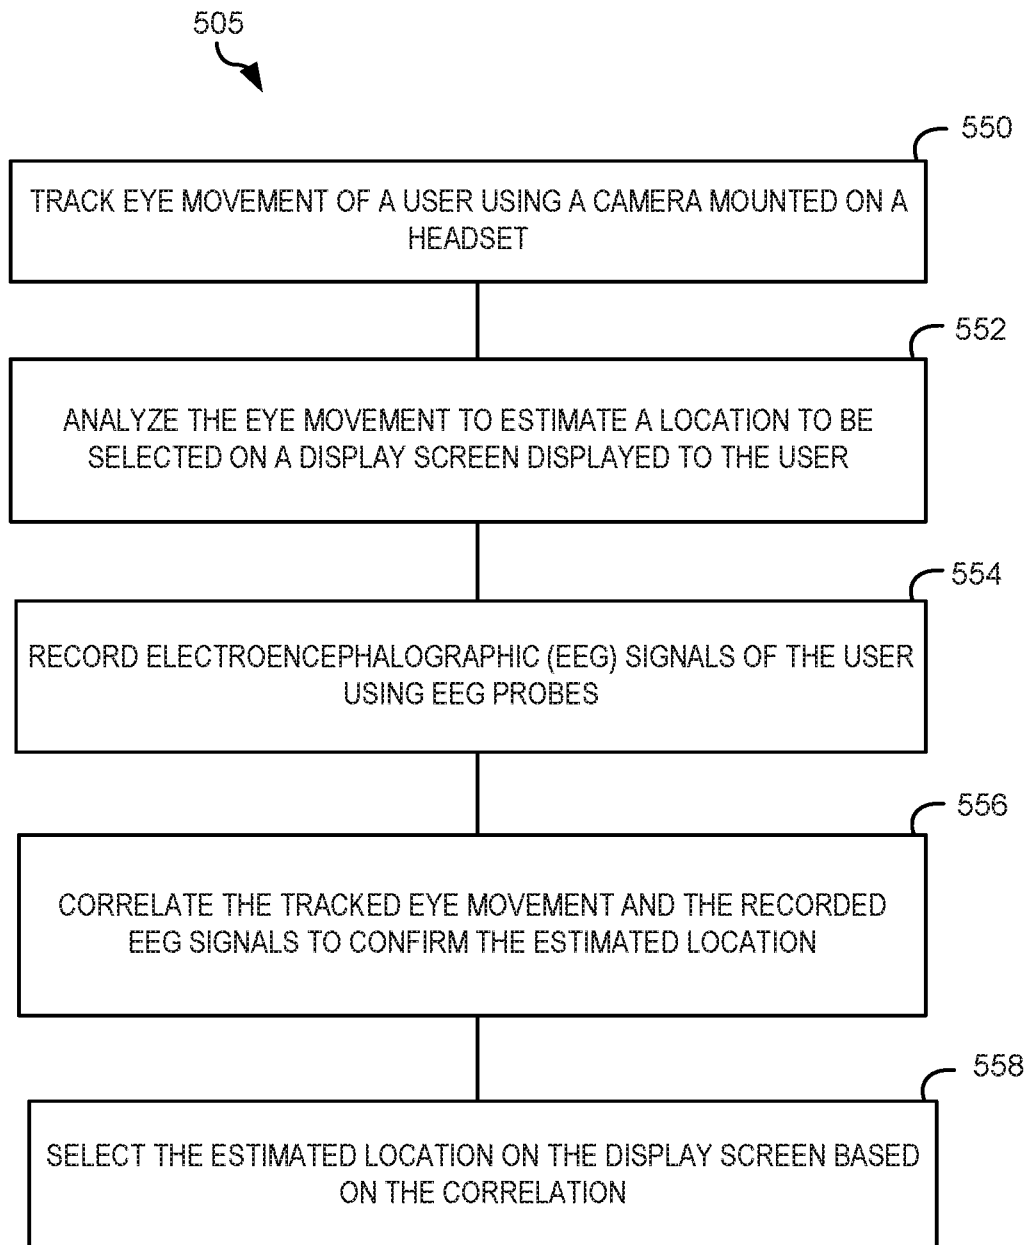 505
550
TRACK EYE MOVEMENT OF A USER USING A CAMERA MOUNTED ON A
HEADSET
552
ANALYZE THE EYE MOVEMENT TO ESTIMATE A LOCATION TO BE
SELECTED ON A DISPLAY SCREEN DISPLAYED TO THE USER
554
RECORD ELECTROENCEPHALOGRAPHIC (EEG) SIGNALS OF THE USER
USING EEG PROBES
556
CORRELATE THE TRACKED EYE MOVEMENT AND THE RECORDED
EEG SIGNALS TO CONFIRM THE ESTIMATED LOCATION
558
SELECT THE ESTIMATED LOCATION ON THE DISPLAY SCREEN BASED
ON THE CORRELATION